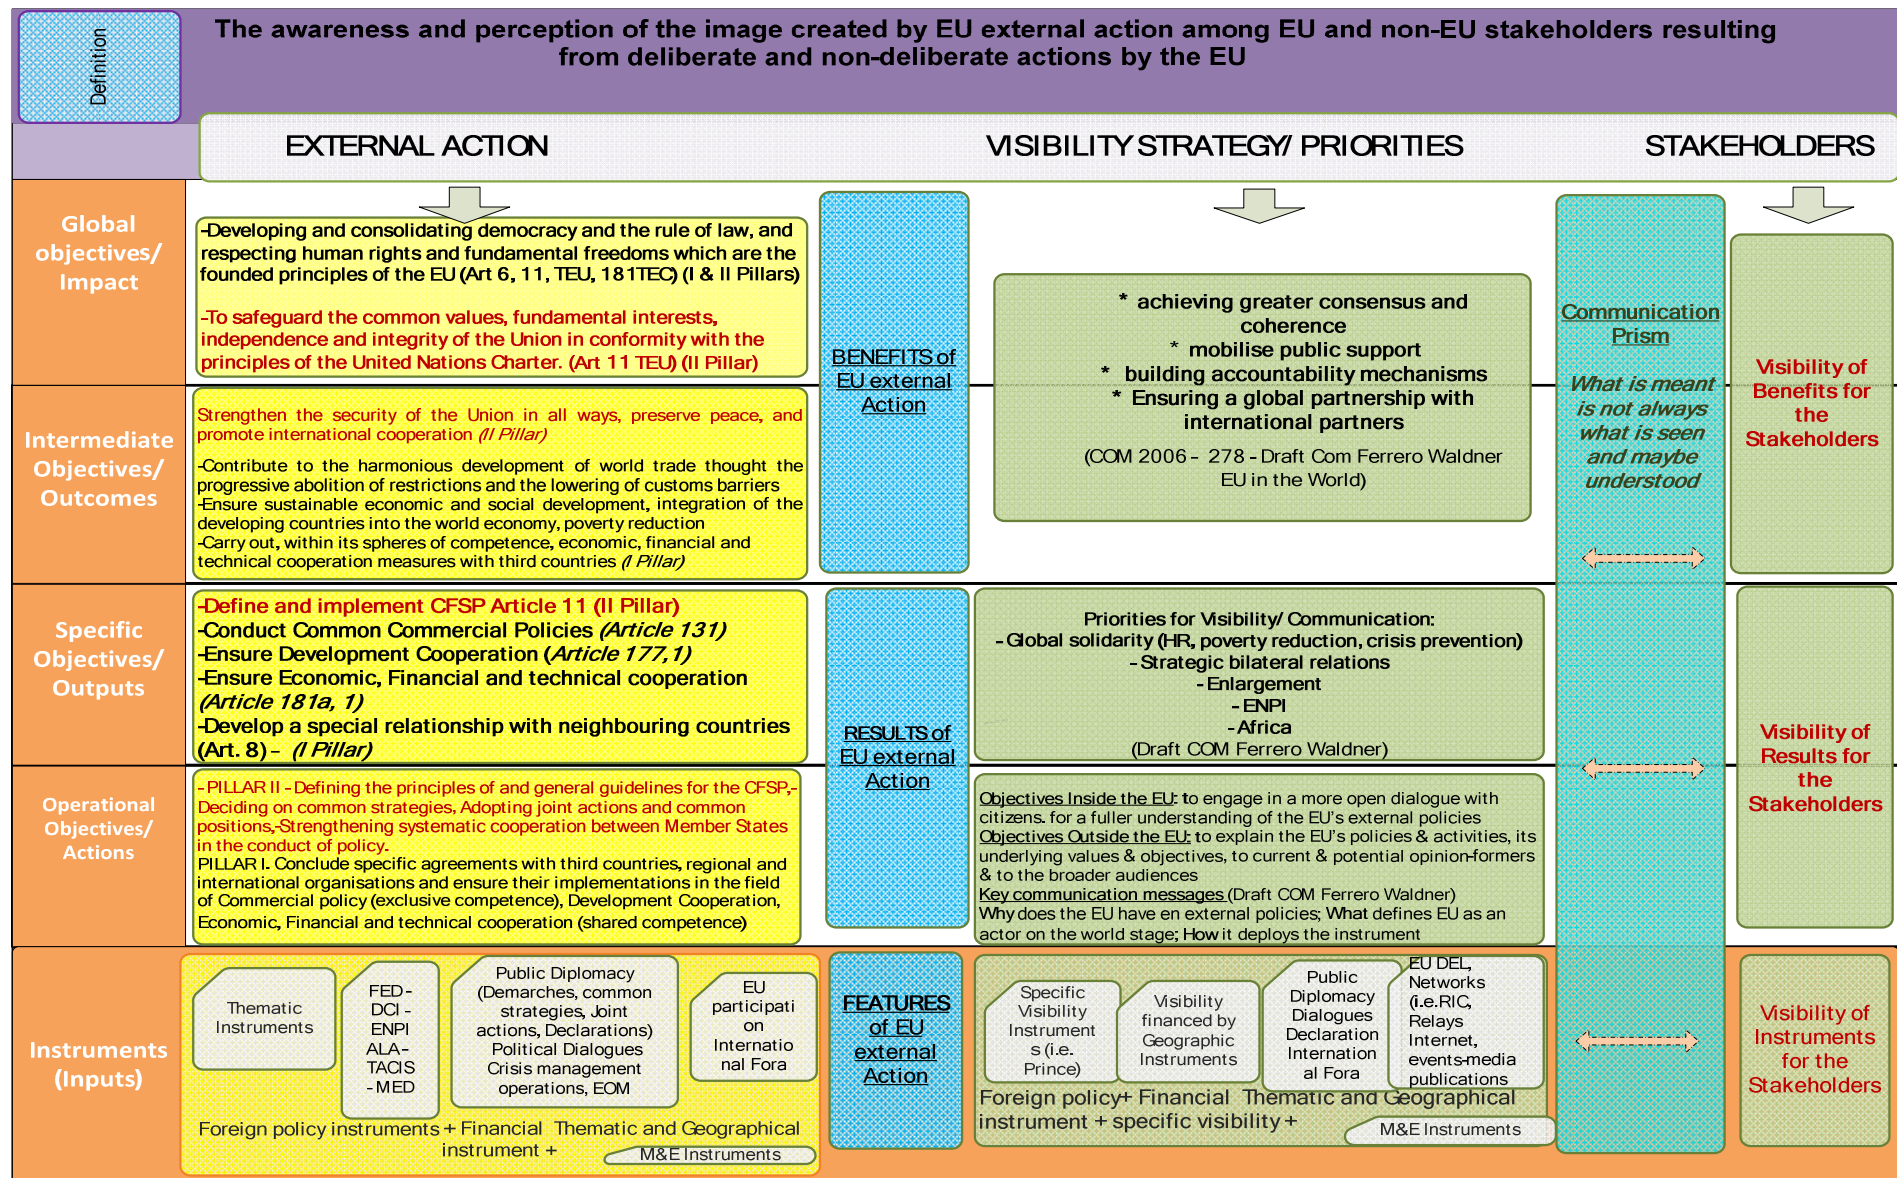 Definition
The awareness and perception of the image created by EU external action among EU and non-EU stakeholders resulting
from deliberate and non-deliberate actions by the EU
EXTERNAL ACTION
VISIBILITY STRATEGY/ PRIORITIES
STAKEHOLDERS
Global
objectives/
Impact
-Developing and consolidating democracy and the rule of law, and
respecting human rights and fundamental freedoms which are the
founded principles of the EU (Art 6, 11, TEU, 181TEC) (I & II Pillars)
-To safeguard the common values, fundamental interests,
independence and integrity of the Union in conformity with the
principles of the United Nations Charter. (Art 11 TEU) (II Pillar)
BENEFITS of
EU external
Action
* achieving greater consensus and
coherence
* mobilise public support
* building accountability mechanisms
* Ensuring a global partnership with
international partners
(COM 2006 - 278 - Draft Com Ferrero Waldner
EU in the World)
Communication
Prism
What is meant
is not always
what is seen
and maybe
understood
Visibility of
Benefits for
the
Stakeholders
Intermediate
Objectives/
Outcomes
Strengthen the security of the Union in all ways, preserve peace, and
promote international cooperation (II Pillar)
-Contribute to the harmonious development of world trade thought the
progressive abolition of restrictions and the lowering of customs barriers
-Ensure sustainable economic and social development, integration of the
developing countries into the world economy, poverty reduction
-Carry out, within its spheres of competence, economic, financial and
technical cooperation measures with third countries (I Pillar)
Specific
Objectives/
Outputs
-Define and implement CFSP Article 11 (II Pillar)
-Conduct Common Commercial Policies (Article 131)
-Ensure Development Cooperation (Article 177,1)
-Ensure Economic, Financial and technical cooperation
(Article 181a, 1)
-Develop a special relationship with neighbouring countries
(Art. 8) - (I Pillar)
RESULTS of
EU external
Action
Priorities for Visibility/ Communication:
- Global solidarity (HR, poverty reduction, crisis prevention)
- Strategic bilateral relations
- Enlargement
- ENPI
- Africa
(Draft COM Ferrero Waldner)
Visibility of
Results for
the
Stakeholders
Operational
Objectives/
Actions
- PILLAR II - Defining the principles of and general guidelines for the CFSP,-
Deciding on common strategies, Adopting joint actions and common
positions,-Strengthening systematic cooperation between Member States
in the conduct of policy.
PILLAR I. Conclude specific agreements with third countries, regional and
international organisations and ensure their implementations in the field
of Commercial policy (exclusive competence), Development Cooperation,
Economic, Financial and technical cooperation (shared competence)
Objectives Inside the EU: to engage in a more open dialogue with
citizens. for a fuller understanding of the EU's external policies
Objectives Outside the EU: to explain the EU's policies & activities, its
underlying values & objectives, to current & potential opinion-formers
& to the broader audiences
Key communication messages (Draft COM Ferrero Waldner)
Why does the EU have en external policies; What defines EU as an
actor on the world stage; How it deploys the instrument
Instruments
(Inputs)
Thematic
Instruments
FED -
DCI -
ENPI
ALA -
TACIS
- MED
Public Diplomacy
(Demarches, common
strategies, Joint
actions, Declarations)
Political Dialogues
Crisis management
operations, EOM
EU
participati
on
Internatio
nal Fora
Foreign policy instruments + Financial Thematic and Geographical
instrument +
M&E Instruments
FEATURES
of EU
external
Action
Specific
Visibility
Instrument
s (i.e.
Prince)
Visibility
financed by
Geographic
Instruments
Public
Diplomacy
Dialogues
Declaration
Internation
al Fora
EU DEL,
Networks
(i.e.RIC,
Relays
Internet,
events-media
publications
Foreign policy+ Financial Thematic and Geographical
instrument + specific visibility +
M&E Instruments
Visibility of
Instruments
for the
Stakeholders